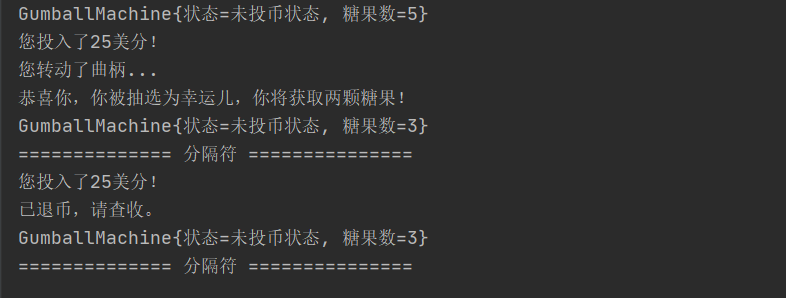 GumballMachine{状态=未投币状态, 糖果数=5}
您投入了25美分!
您转动了曲柄...
恭喜你，你被抽选为幸运儿，你将获取两颗糖果!
GumballMachine{状态=未投币状态, 糖果数=3}
============== 分隔符 ===============
您投入了25美分!
已退币，请查收。
GumballMachine{状态=未投币状态, 糖果数=3}
============== 分隔符 ===============